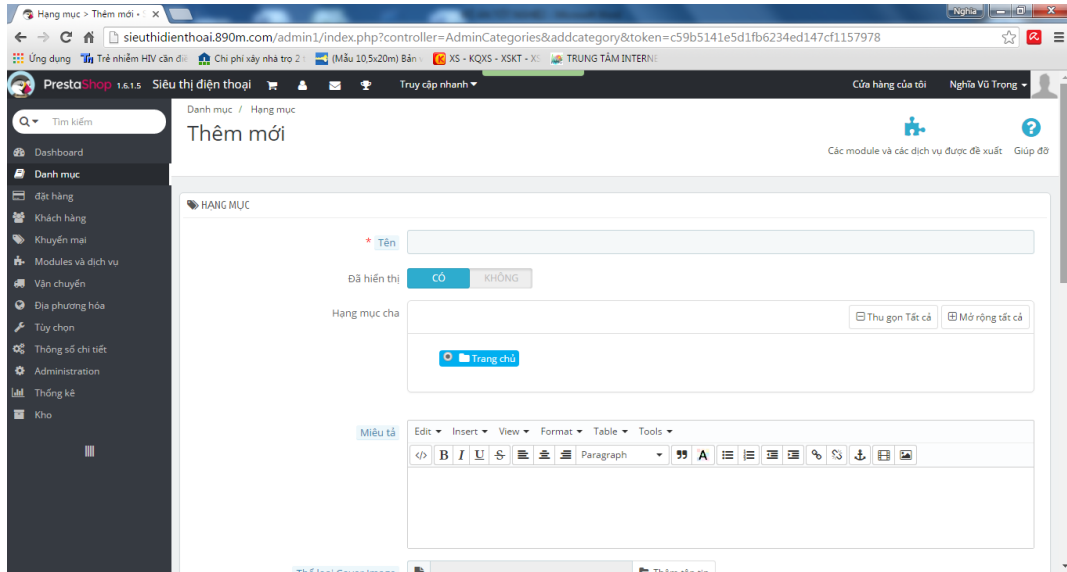 Hạng mục > Thêm mới •
Nghĩa
sieuthidienthoai.890m.com/admin1/index.php?controller=AdminCategories&addcategory&token=c59b5141e5d1fb6234ed147cf1157978
Ứng dụng Trẻ nhiễm HIV cần đi Chi phí xây nhà trọ 2 (Mẫu 10,5x20m) Bản XS - KQXS - XSKT - XS TRUNG TÂM INTERNE
PrestaShop 1.6.1.5 Siêu thị điện thoại Truy cập nhanh Cửa hàng của tôi Nghĩa Vũ Trọng
Tìm kiếm
Danh mục / Hạng mục
Thêm mới
Các module và các dịch vụ được đề xuất Giúp đỡ
Dashboard
Danh mục
đặt hàng
Khách hàng
Khuyến mại
Modules và dịch vụ
Vận chuyển
Địa phương hóa
Tùy chọn
Thông số chi tiết
Administration
Thống kê
Kho
HẠNG MỤC
* Tên
Đã hiển thị CÓ KHÔNG
Hạng mục cha Thu gọn Tất cả Mở rộng tất cả
Trang chủ
Miêu tả Edit Insert View Format Table Tools
B I U S Paragraph A